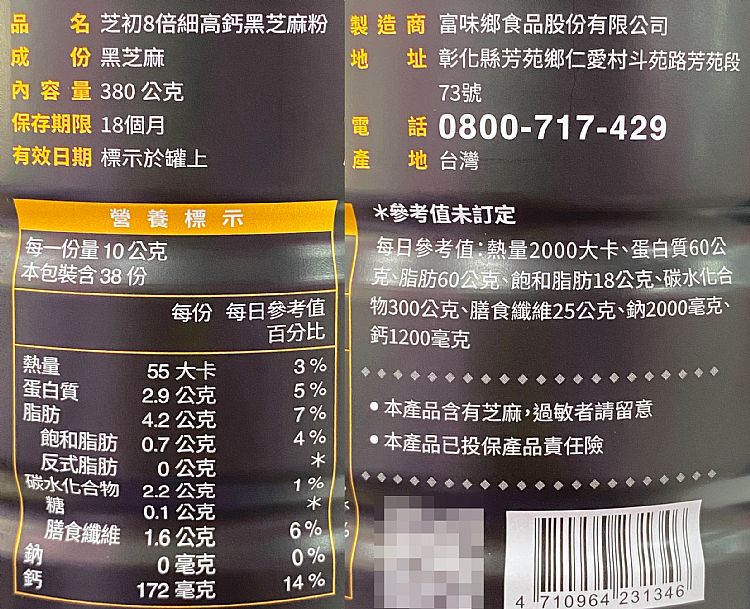 品名 芝初8倍細高鈣黑芝麻粉
成份 黑芝麻
內容量 380 公克
保存期限 18個月
有效日期 標示於罐上
營養標示
每一份量 10 公克
本包裝含 38 份
每份 每日參考值
百分比
熱量 55 大卡 3 %
蛋白質 2.9 公克 5 %
脂肪 4.2 公克 7 %
飽和脂肪 0.7 公克 4 %
反式脂肪 0 公克 *
碳水化合物 2.2 公克 1 %
糖 0.1 公克 *
膳食纖維 1.6 公克 6 %
鈉 0 毫克 0 %
鈣 172 毫克 14 %
製造商 富味鄉食品股份有限公司
地址 彰化縣芳苑鄉仁愛村斗苑路芳苑段
73號
電話 0800-717-429
產地 台灣
*參考值未訂定
每日參考值:熱量2000大卡、蛋白質60公
克、脂肪60公克、飽和脂肪18公克、碳水化合
物300公克、膳食纖維25公克、鈉2000毫克、
鈣1200毫克
•本產品含有芝麻,過敏者請留意
•本產品已投保產品責任險
4 710964 231346